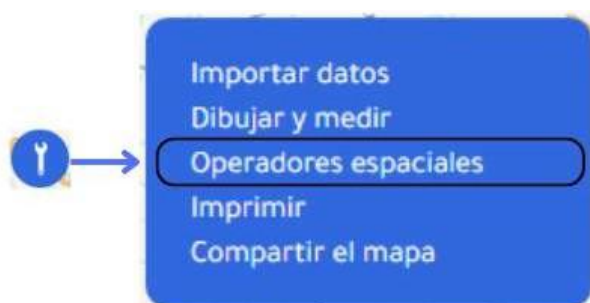 Importar datos
Dibujar y medir
Operadores espaciales
Imprimir
Compartir el mapa